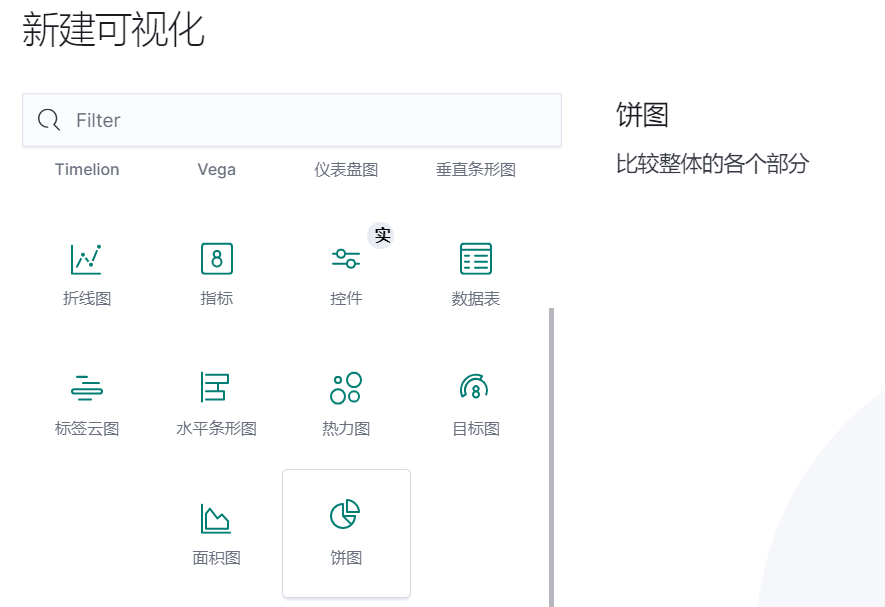 新建可视化
Filter
饼图
比较整体的各个部分
Timelion
Vega
仪表盘图
垂直条形图
实
8
折线图
指标
控件
数据表
8
标签云图
水平条形图
热力图
目标图
面积图
饼图